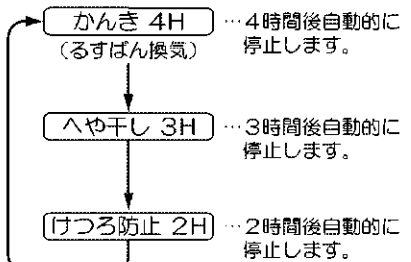 かんき 4H …4時間後自動的に
(るすばん換気) 停止します。
へや干し 3H …3時間後自動的に
停止します。
けつろ防止 2H …2時間後自動的に
停止します。